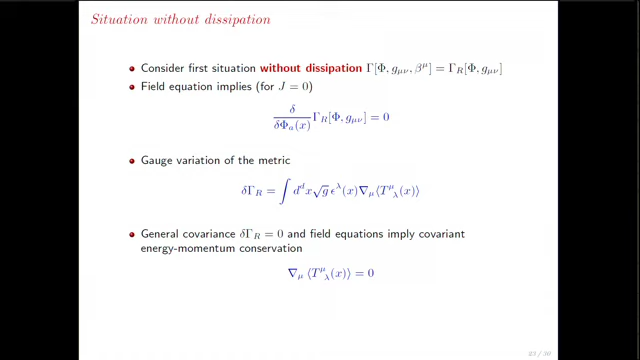 Situation without dissipation
Consider first situation without dissipation Γ[Φ, g_{μν}, β^μ] = Γ_R[Φ, g_{μν}]
Field equation implies (for J = 0)
δ/δΦ_a(x) Γ_R[Φ, g_{μν}] = 0
Gauge variation of the metric
δΓ_R = ∫ d^d x √g ε^λ(x) ∇_μ ⟨T^μ_λ(x)⟩
General covariance δΓ_R = 0 and field equations imply covariant
energy-momentum conservation
∇_μ ⟨T^μ_λ(x)⟩ = 0
23 / 30